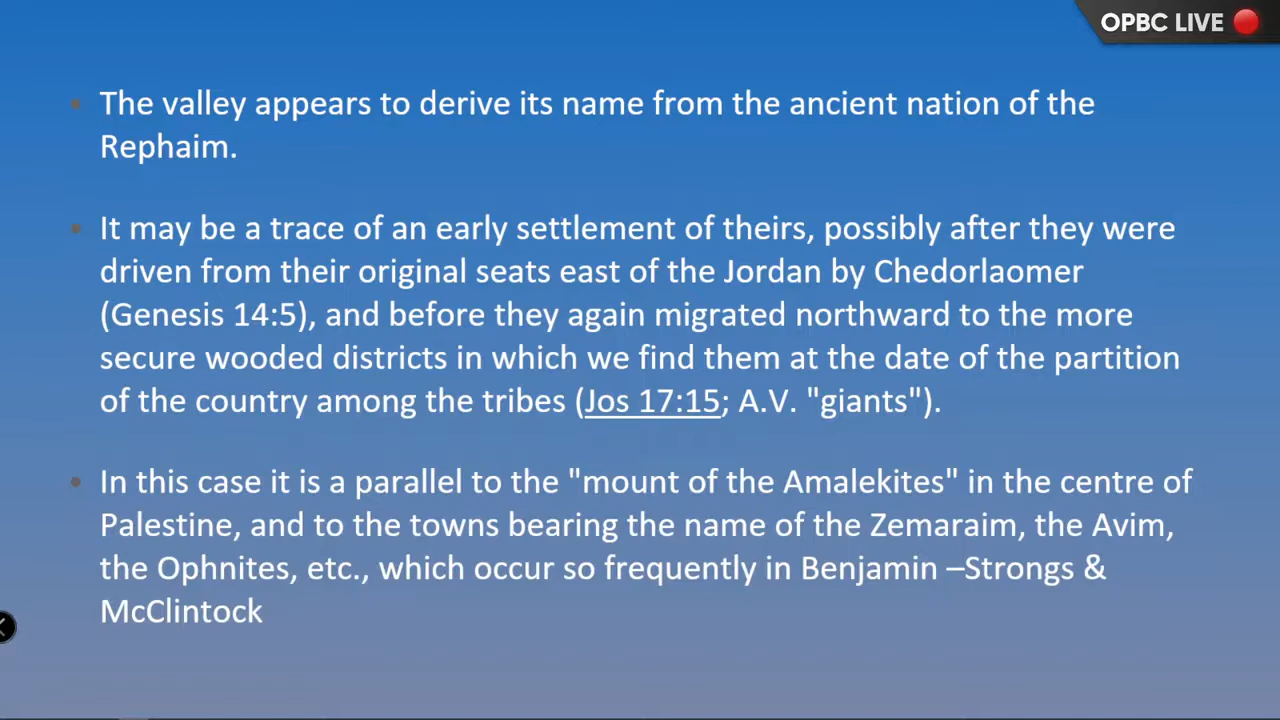 OPBC LIVE
• The valley appears to derive its name from the ancient nation of the
Rephaim.
• It may be a trace of an early settlement of theirs, possibly after they were
driven from their original seats east of the Jordan by Chedorlaomer
(Genesis 14:5), and before they again migrated northward to the more
secure wooded districts in which we find them at the date of the partition
of the country among the tribes (Jos 17:15; A.V. "giants").
• In this case it is a parallel to the "mount of the Amalekites" in the centre of
Palestine, and to the towns bearing the name of the Zemaraim, the Avim,
the Ophnites, etc., which occur so frequently in Benjamin –Strongs &
McClintock